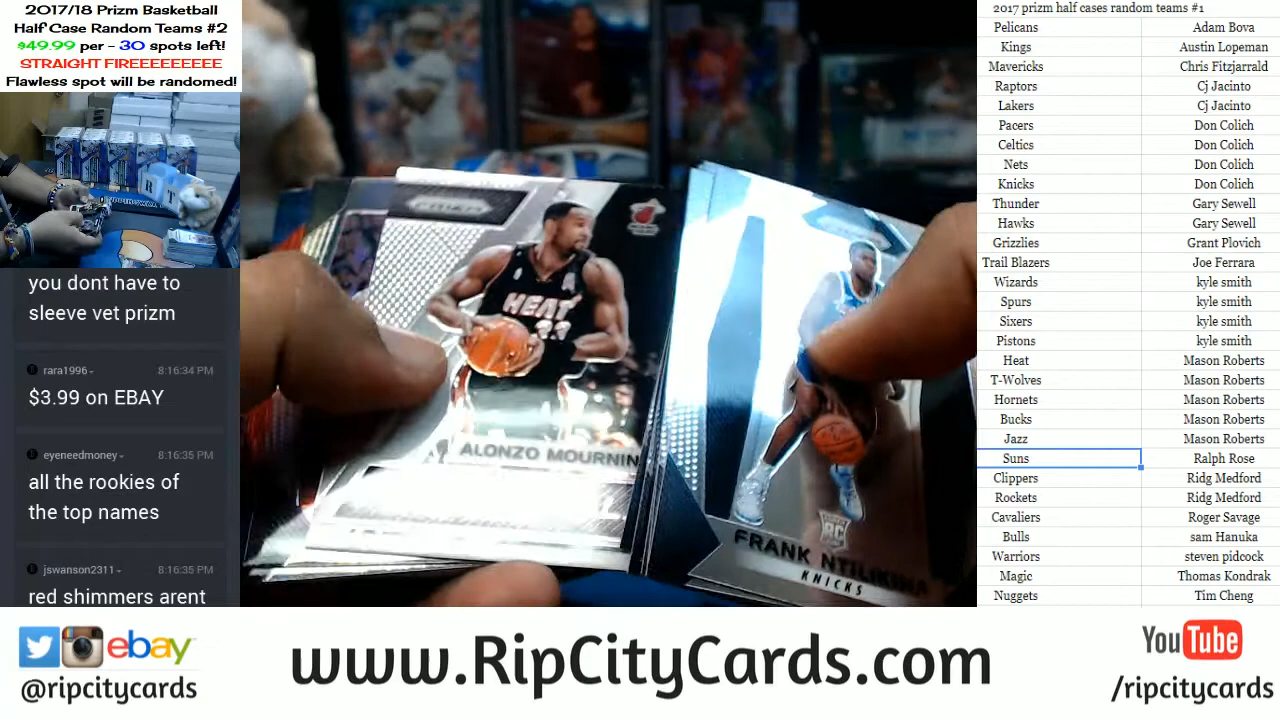 2017/18 Prizm Basketball
Half Case Random Teams #2
$49.99 per - 30 spots left!
STRAIGHT FIREEEEEEEEE
Flawless spot will be randomed!
you dont have to
sleeve vet prizm
rara1996
8:16:34 PM
$3.99 on EBAY
eyeneedmoney
8:16:35 PM
all the rookies of
the top names
jswanson2311
8:16:35 PM
red shimmers arent
PRIZM
HEAT
33
ALONZO MOURNIN
RC
FRANK NTILIKINA
KNICKS
2017 prizm half cases random teams #1
Pelicans Adam Bova
Kings Austin Lopeman
Mavericks Chris Fitzjarrald
Raptors Cj Jacinto
Lakers Cj Jacinto
Pacers Don Colich
Celtics Don Colich
Nets Don Colich
Knicks Don Colich
Thunder Gary Sewell
Hawks Gary Sewell
Grizzlies Grant Plovich
Trail Blazers Joe Ferrara
Wizards kyle smith
Spurs kyle smith
Sixers kyle smith
Pistons kyle smith
Heat Mason Roberts
T-Wolves Mason Roberts
Hornets Mason Roberts
Bucks Mason Roberts
Jazz Mason Roberts
Suns Ralph Rose
Clippers Ridg Medford
Rockets Ridg Medford
Cavaliers Roger Savage
Bulls sam Hanuka
Warriors steven pidcock
Magic Thomas Kondrak
Nuggets Tim Cheng
ebay
@ripcitycards
www.RipCityCards.com
YouTube
/ripcitycards